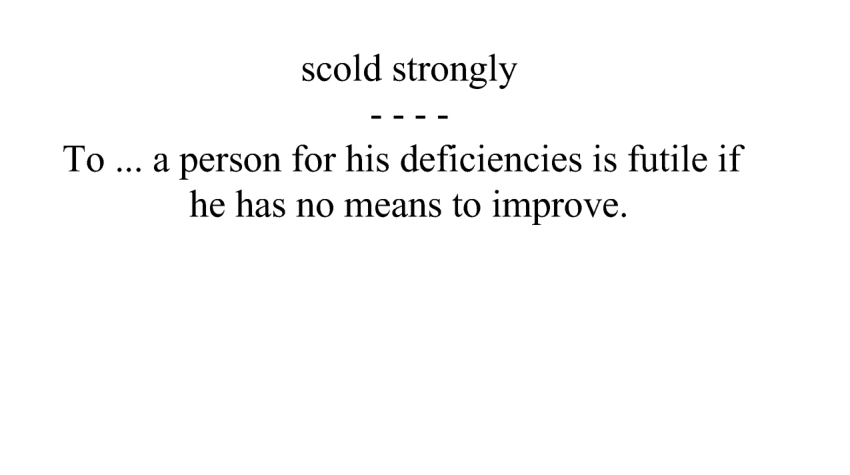 scold strongly
- - - -
To ... a person for his deficiencies is futile if
he has no means to improve.